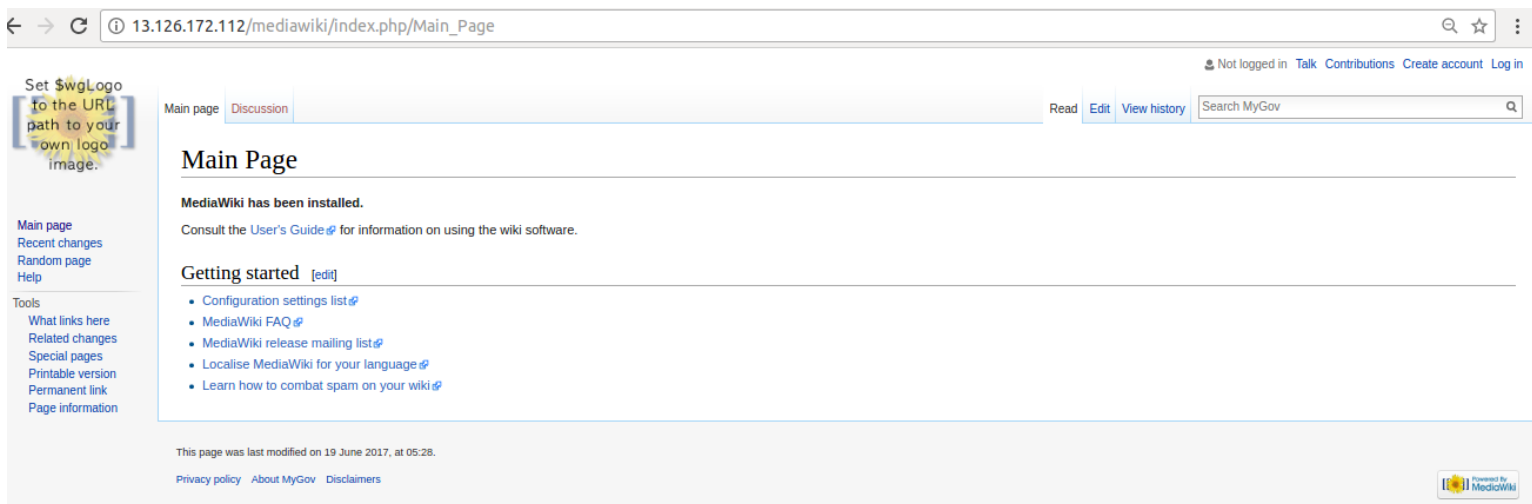 13.126.172.112/mediawiki/index.php/Main_Page
Not logged in Talk Contributions Create account Log in
Set $wgLogo
to the URL
path to your
own logo
image.
Main page Discussion
Read Edit View history Search MyGov
Main Page
MediaWiki has been installed.
Consult the User's Guide for information on using the wiki software.
Getting started [edit]
Configuration settings list
MediaWiki FAQ
MediaWiki release mailing list
Localise MediaWiki for your language
Learn how to combat spam on your wiki
Main page
Recent changes
Random page
Help
Tools
What links here
Related changes
Special pages
Printable version
Permanent link
Page information
This page was last modified on 19 June 2017, at 05:28.
Privacy policy About MyGov Disclaimers
Powered By
MediaWiki